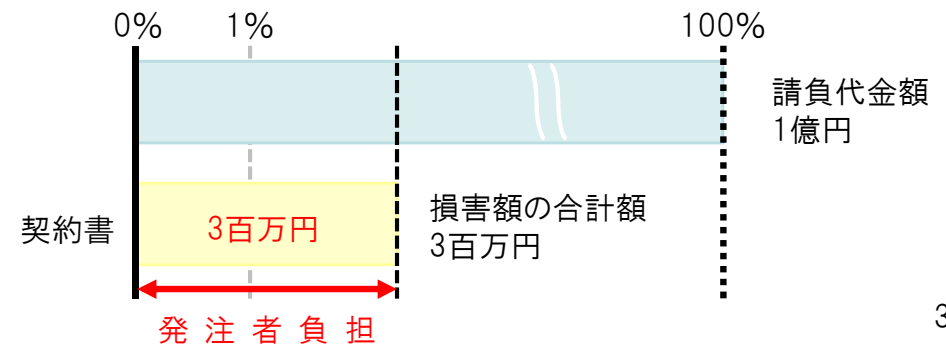 0%
1%
100%
請負代金額
1億円
契約書
3百万円
損害額の合計額
3百万円
発注者負担
3